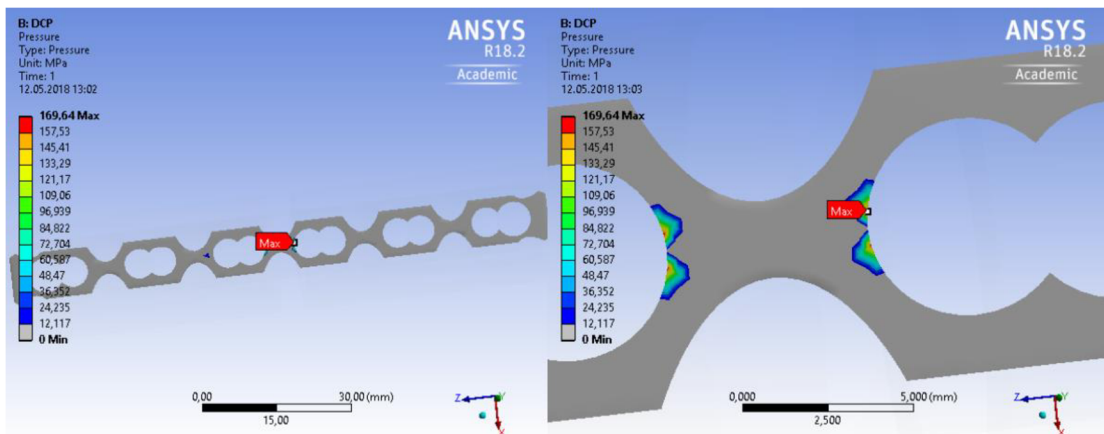 B: DCP
Pressure
Type: Pressure
Unit: MPa
Time: 1
12.05.2018 13:02
169,64 Max
157,53
145,41
133,29
121,17
109,06
96,939
84,822
72,704
60,587
48,47
36,352
24,235
12,117
0 Min
ANSYS
R18.2
Academic
Max
0,00
30,00 (mm)
15,00
Z
Y
X
B: DCP
Pressure
Type: Pressure
Unit: MPa
Time: 1
12.05.2018 13:03
169,64 Max
157,53
145,41
133,29
121,17
109,06
96,939
84,822
72,704
60,587
48,47
36,352
24,235
12,117
0 Min
ANSYS
R18.2
Academic
Max
0,000
5,000 (mm)
2,500
Z
Y
X